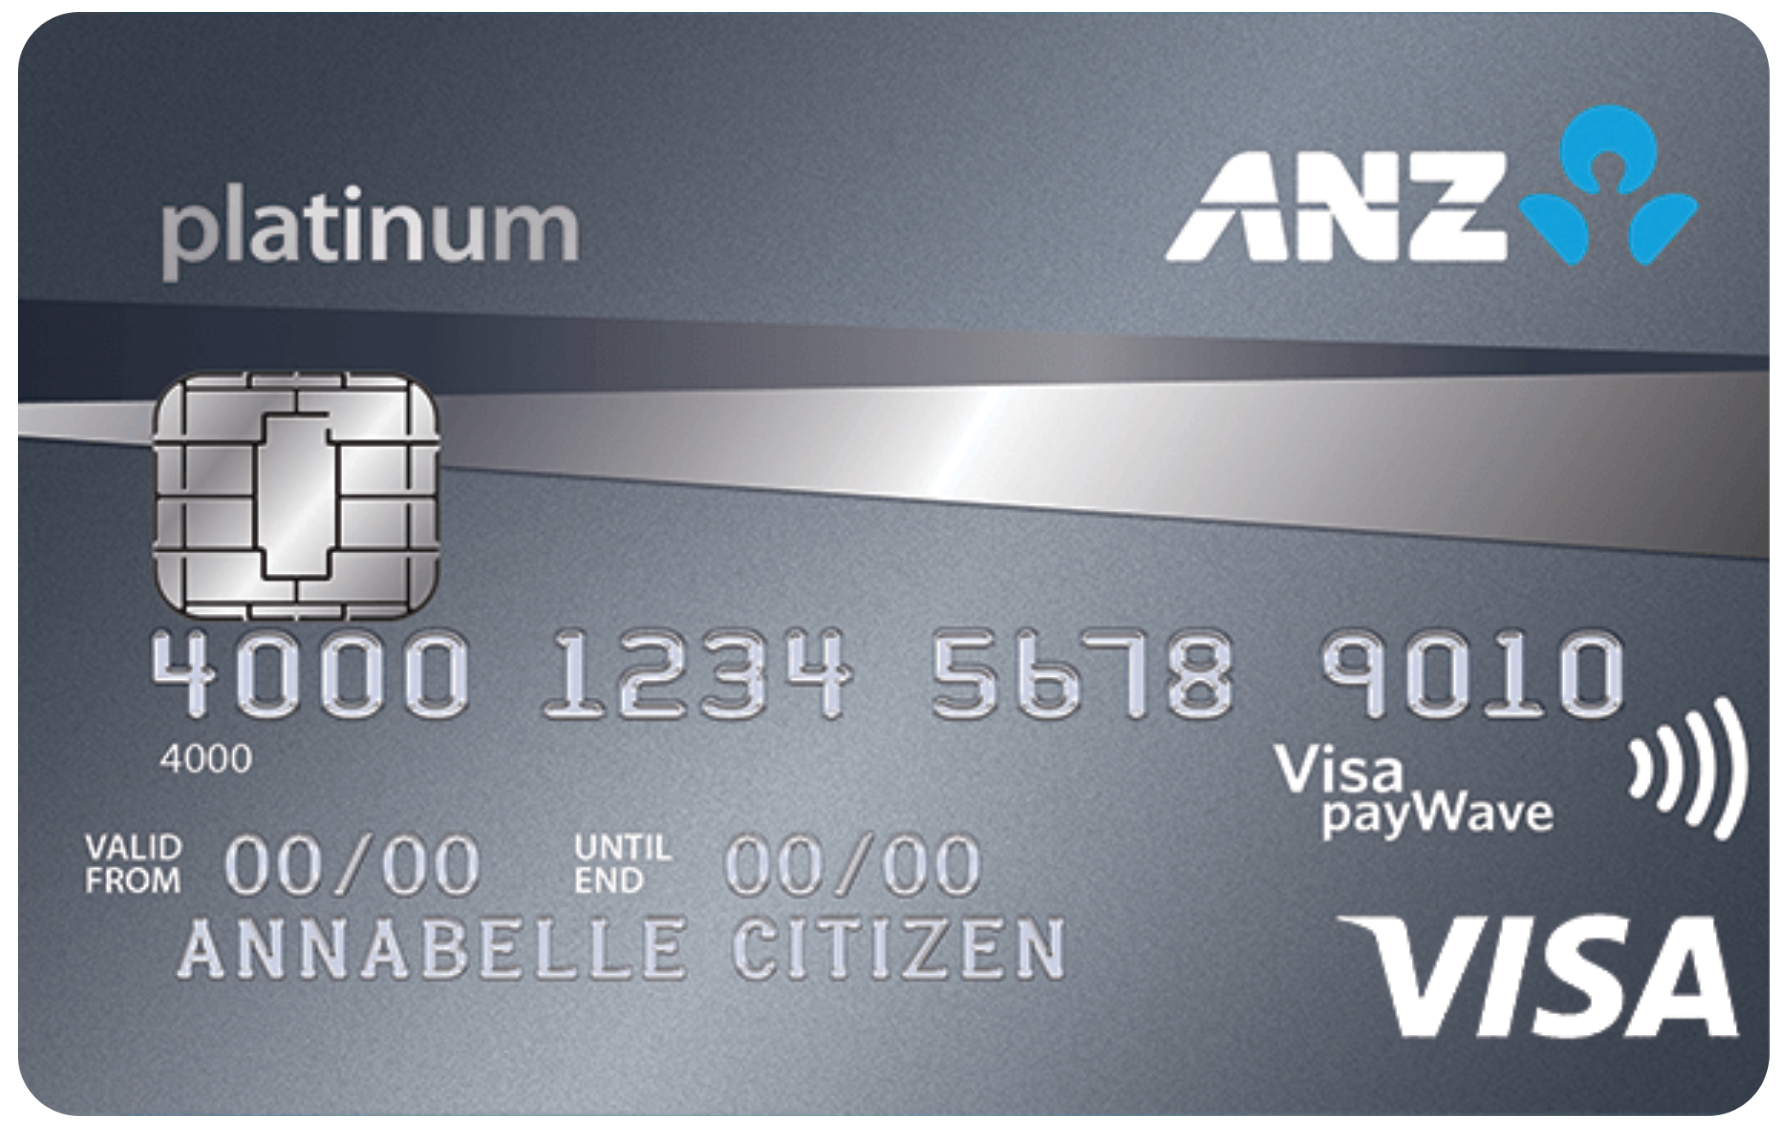 platinum
ANZ
4000 1234 5678 9010
4000
Visa
payWave
VALID
FROM 00/00 UNTIL
END 00/00
ANNABELLE CITIZEN
VISA